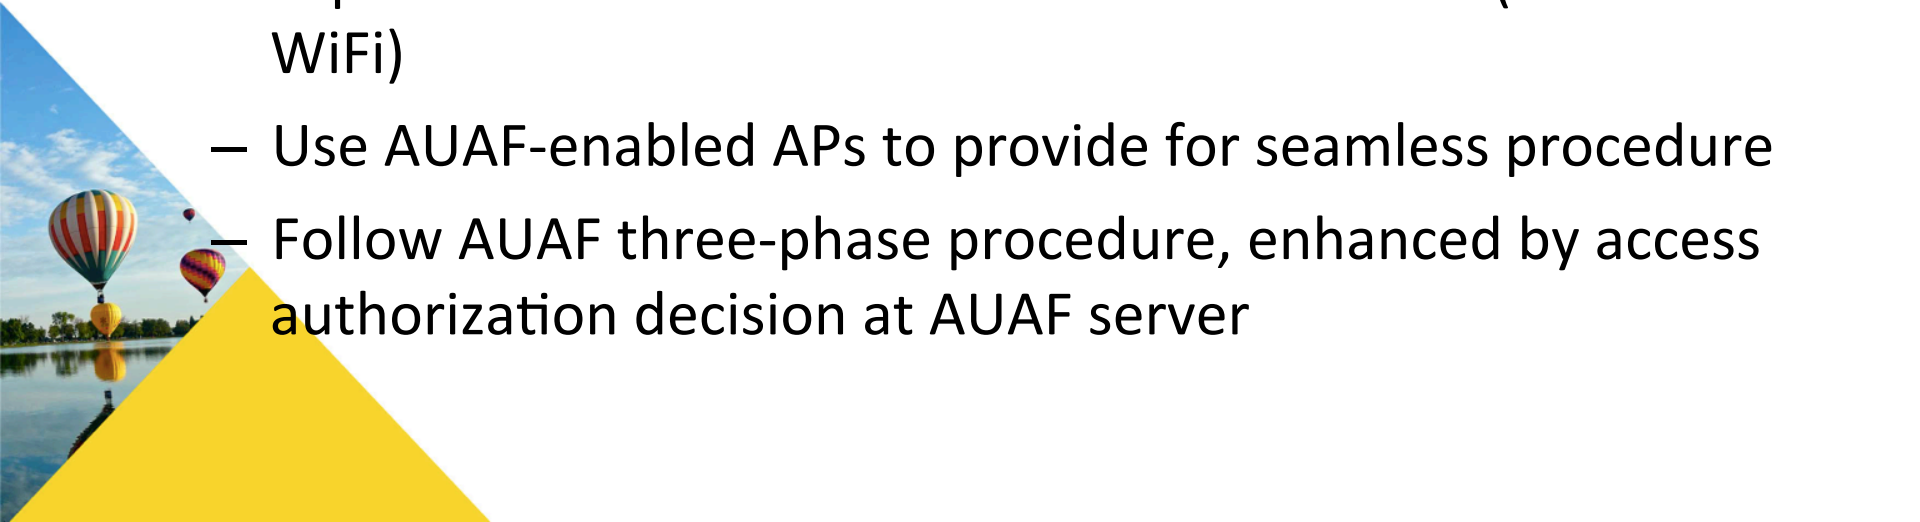 WiFi)
– Use AUAF-enabled APs to provide for seamless procedure
– Follow AUAF three-phase procedure, enhanced by access
authorization decision at AUAF server